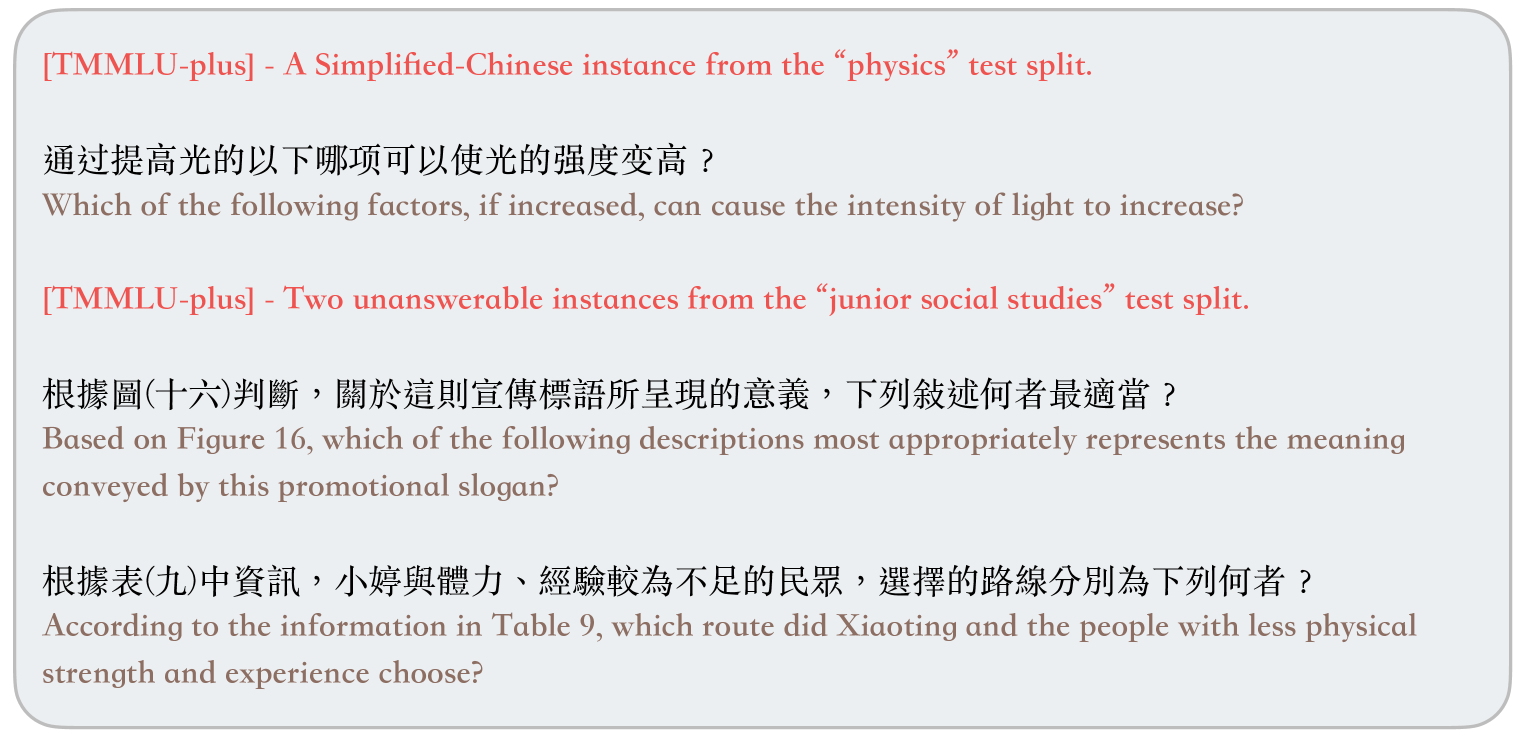 [TMMLU-plus] - A Simplified-Chinese instance from the “physics” test split.
通过提高光的以下哪项可以使光的强度变高？
Which of the following factors, if increased, can cause the intensity of light to increase?
[TMMLU-plus] - Two unanswerable instances from the “junior social studies” test split.
根據圖(十六)判斷，關於這則宣傳標語所呈現的意義，下列敍述何者最適當？
Based on Figure 16, which of the following descriptions most appropriately represents the meaning
conveyed by this promotional slogan?
根據表(九)中資訊，小婷與體力、經驗較為不足的民眾，選擇的路線分別為下列何者？
According to the information in Table 9, which route did Xiaoting and the people with less physical
strength and experience choose?